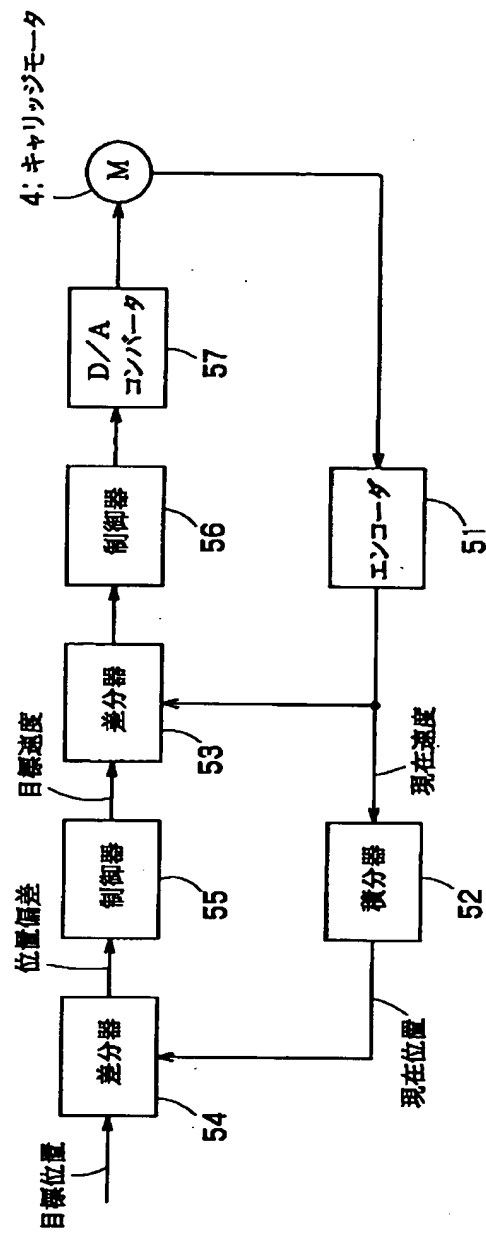 目標位置
差分器
54
位置偏差
制御器
55
目標速度
差分器
53
制御器
56
D/A
コンバータ
57
M
4:キャリッジモータ
エンコーダ
51
現在速度
積分器
52
現在位置